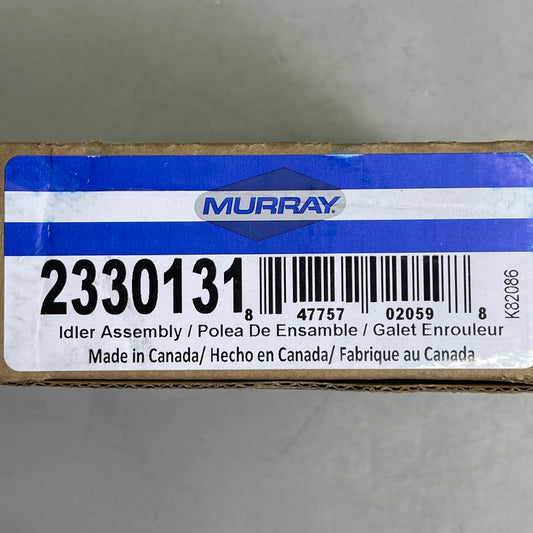 MURRAY®
2330131
8 47757 02059 8
K82086
Idler Assembly / Polea De Ensamble / Galet Enrouleur
Made in Canada/ Hecho en Canada/ Fabrique au Canada